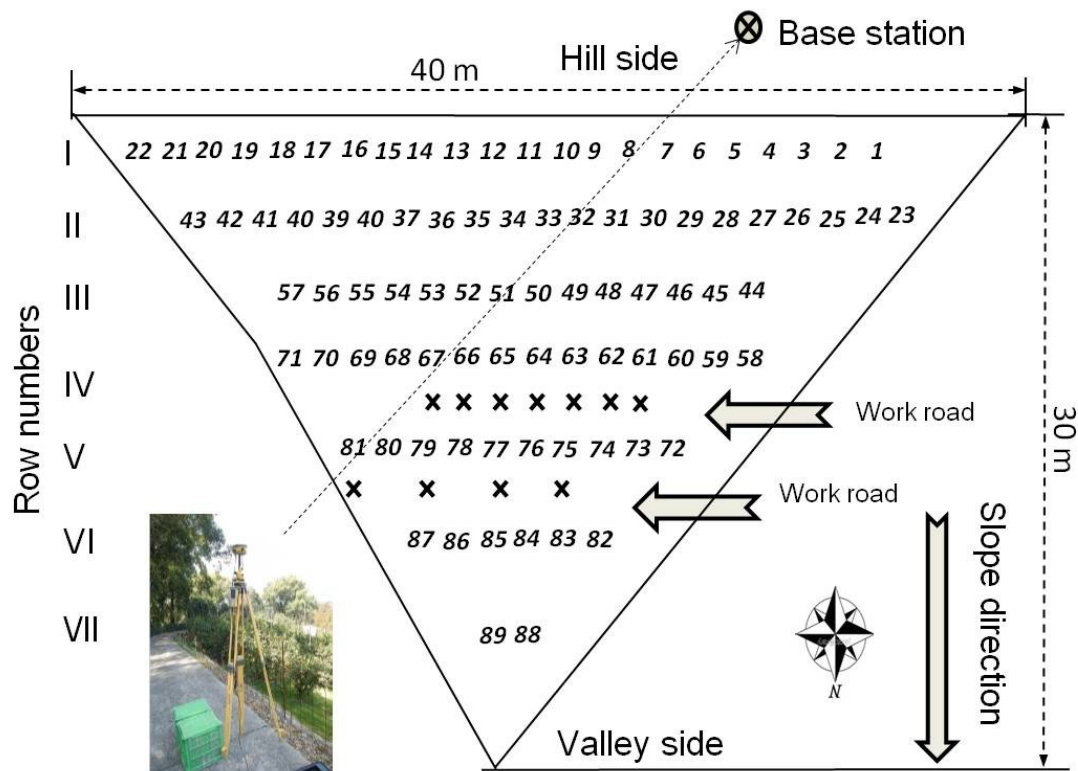 Base station
Hill side
40 m
Row numbers
I 22 21 20 19 18 17 16 15 14 13 12 11 10 9 8 7 6 5 4 3 2 1
II 43 42 41 40 39 40 37 36 35 34 33 32 31 30 29 28 27 26 25 24 23
III 57 56 55 54 53 52 51 50 49 48 47 46 45 44
IV 71 70 69 68 67 66 65 64 63 62 61 60 59 58
x x x x x x x
Work road
V 81 80 79 78 77 76 75 74 73 72
x x x x
Work road
VI 87 86 85 84 83 82
VII 89 88
30 m
Slope direction
N
Valley side